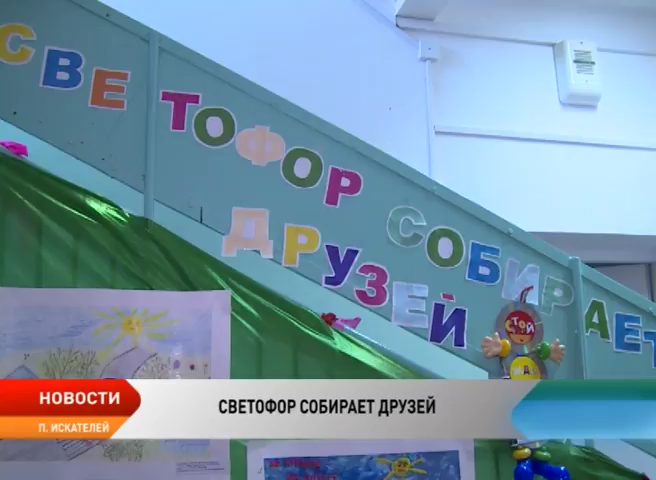 СВЕТОФОР СОБИРАЕТ
ДРУЗЕЙ
СТОЙ
НОВОСТИ
П. ИСКАТЕЛЕЙ
СВЕТОФОР СОБИРАЕТ ДРУЗЕЙ